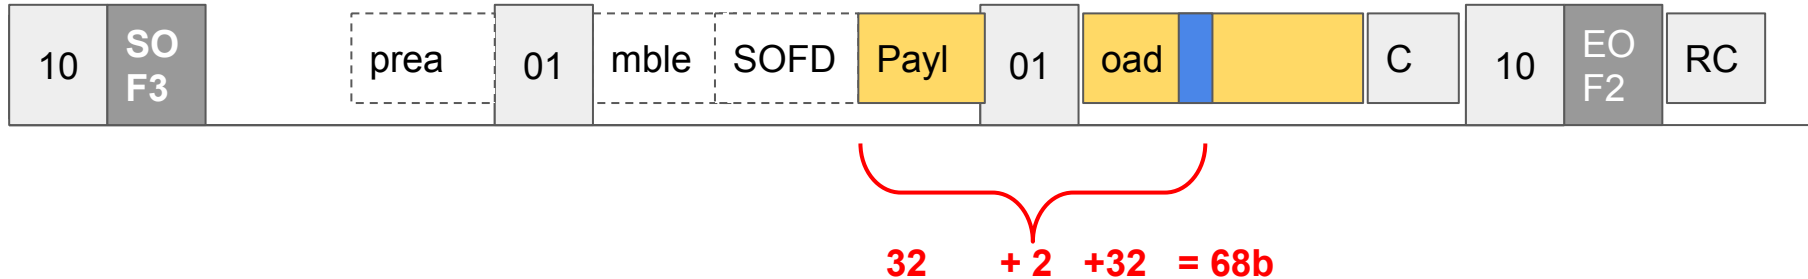 10 SO F3 prea 01 mble SOFD Payl 01 oad C 10 EO F2 RC
32 + 2 +32 = 68b